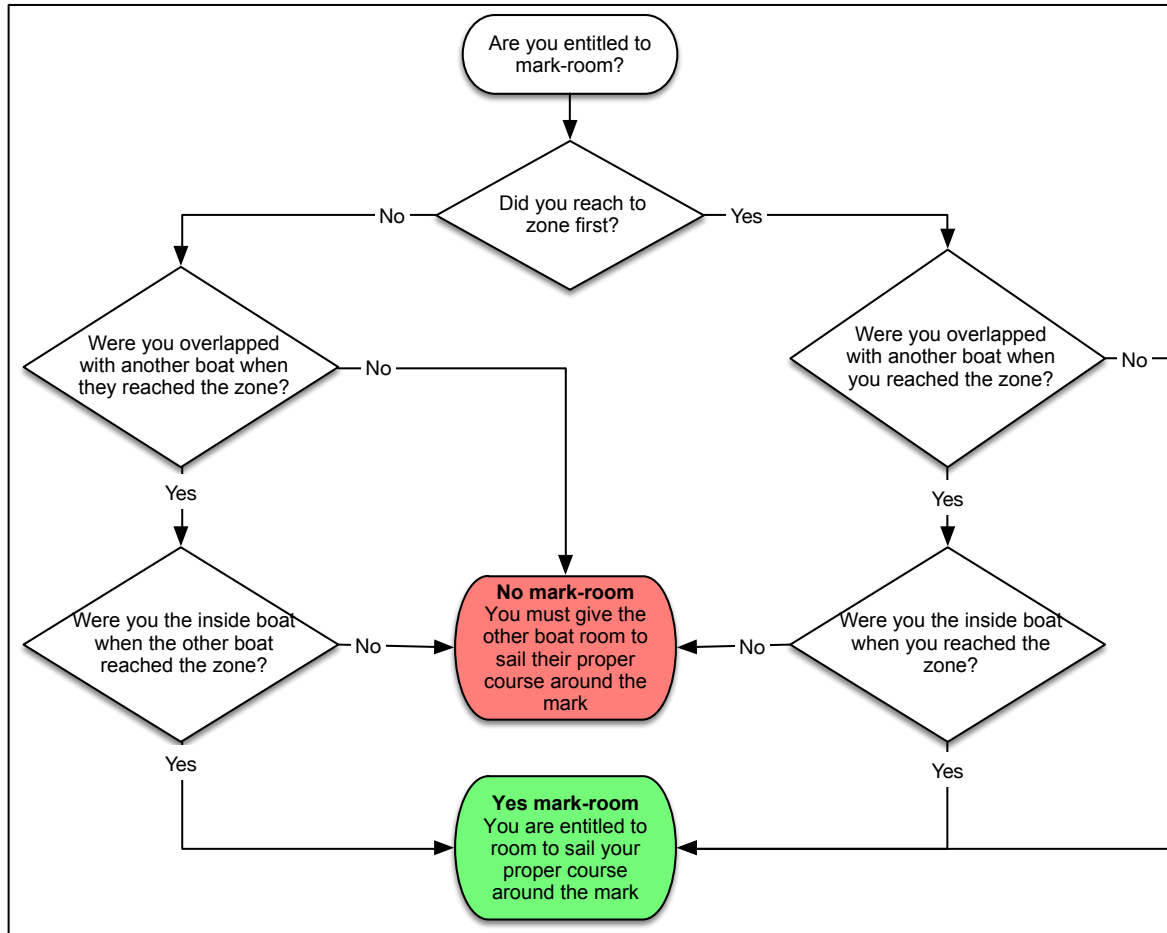 Are you entitled to
mark-room?
Did you reach to
zone first?
No
Yes
Were you overlapped
with another boat when
they reached the zone?
No
Were you overlapped
with another boat when
you reached the zone?
No
Yes
Yes
Were you the inside boat
when the other boat
reached the zone?
No
No mark-room
You must give the
other boat room to
sail their proper
course around the
mark
No
Were you the inside boat
when you reached the
zone?
Yes
Yes
Yes mark-room
You are entitled to
room to sail your
proper course
around the mark